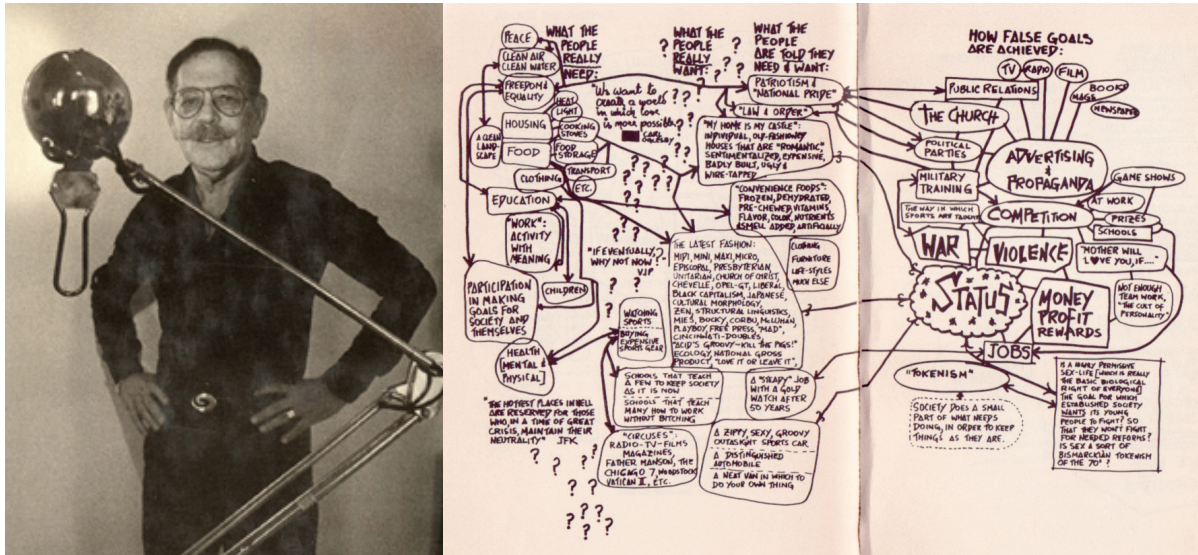 WHAT THE
PEOPLE
REALLY
NEED:
PEACE
CLEAN AIR
CLEAN WATER
FREEDOM &
EQUALITY
HEAT
LIGHT
HOUSING
COOKING
STOVES
A CLEAN
LAND-
SCAPE
FOOD
FOOD
STORAGE
TRANSPORT
CLOTHING
ETC.
EDUCATION
"WORK":
ACTIVITY
WITH
MEANING
CHILDREN
PARTICIPATION
IN MAKING
GOALS FOR
SOCIETY AND
THEMSELVES
HEALTH
[MENTAL &
PHYSICAL]
"THE HOTTEST PLACES IN HELL
ARE RESERVED FOR THOSE
WHO, IN A TIME OF GREAT
CRISIS, MAINTAIN THEIR
NEUTRALITY" JFK
WHAT
THE
PEOPLE
REALLY
WANT:
"We want to
create a world
in which love
is more possible"
CARL
OGLESBY
"IF EVENTUALLY,
WHY NOT NOW?"
VJP
WHAT THE
PEOPLE
ARE TOLD THEY
NEED & WANT:
PATRIOTISM &
"NATIONAL PRIDE"
"LAW & ORDER"
"MY HOME IS MY CASTLE":
INDIVIDUAL, OLD-FASHIONED
HOUSES THAT ARE "ROMANTIC",
SENTIMENTALIZED, EXPENSIVE,
BADLY BUILT, UGLY &
WIRE-TAPPED
"CONVENIENCE FOODS":
FROZEN, DEHYDRATED,
PRE-CHEWED, VITAMINS,
FLAVOR, COLOR, NUTRIENTS
& SMELL ADDED, ARTIFICIALLY
THE LATEST FASHION:
MIDI, MINI, MAXI, MICRO,
EPISCOPAL, PRESBYTERIAN,
UNITARIAN, CHURCH OF CHRIST,
CHEVELLE, OPEL-GT, LIBERAL,
BLACK CAPITALISM, JAPANESE,
CULTURAL MORPHOLOGY,
ZEN, STRUCTURAL LINGUISTICS,
MIES, BUCKY, CORBU, McLUHAN,
PLAYBOY, FREE PRESS, "MAD",
CINCINNATI-DOUBLES,
"ACID'S GROOVY—KILL THE PIGS!"
ECOLOGY, NATIONAL GROSS
PRODUCT, "LOVE IT OR LEAVE IT",
CLOTHING
FURNITURE
LIFE-STYLES
MUCH ELSE
WATCHING
SPORTS
BUYING
EXPENSIVE
SPORTS GEAR
SCHOOLS THAT TEACH
A FEW TO KEEP SOCIETY
AS IT IS NOW
SCHOOLS THAT TEACH
MANY HOW TO WORK
WITHOUT BITCHING
A "STEADY" JOB
WITH A GOLD
WATCH AFTER
50 YEARS
"CIRCUSES":
RADIO-TV-FILMS
MAGAZINES,
FATHER MANSON, THE
CHICAGO 7, WOODSTOCK
VATICAN II, ETC.
A ZIPPY, SEXY, GROOVY
OUTASIGHT SPORTS CAR.
A DISTINGUISHED
AUTOMOBILE
A NEAT VAN IN WHICH TO
DO YOUR OWN THING
HOW FALSE GOALS
ARE ACHIEVED:
TV
RADIO
FILM
BOOKS
MAGS
NEWSPAPER
PUBLIC RELATIONS
THE CHURCH
POLITICAL
PARTIES
ADVERTISING
&
PROPAGANDA
MILITARY
TRAINING
GAME SHOWS
AT WORK
THE WAY IN WHICH
SPORTS ARE TAUGHT
COMPETITION
PRIZES
SCHOOLS
WAR
VIOLENCE
"MOTHER WILL
LOVE YOU, IF...."
STATUS
MONEY
PROFIT
REWARDS
NOT ENOUGH
TEAM WORK,
"THE CULT OF
PERSONALITY"
JOBS
"TOKENISM"
SOCIETY DOES A SMALL
PART OF WHAT NEEDS
DOING, IN ORDER TO KEEP
THINGS AS THEY ARE.
IS A HIGHLY PERMISSIVE
SEX-LIFE [WHICH IS REALLY
THE BASIC BIOLOGICAL
RIGHT OF EVERYONE]
THE GOAL FOR WHICH
ESTABLISHED SOCIETY
WANTS ITS YOUNG
PEOPLE TO FIGHT? SO
THAT THEY WON'T FIGHT
FOR NEEDED REFORMS?
IS SEX A SORT OF
BISMARCKIAN TOKENISM
OF THE 70'S?